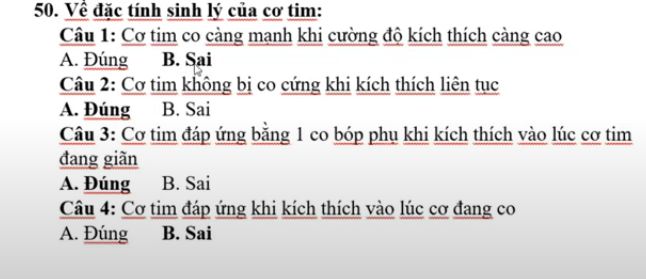 50. Về đặc tính sinh lý của cơ tim:
Câu 1: Cơ tim co càng mạnh khi cường độ kích thích càng cao
A. Đúng B. Sai
Câu 2: Cơ tim không bị co cứng khi kích thích liên tục
A. Đúng B. Sai
Câu 3: Cơ tim đáp ứng bằng 1 co bóp phụ khi kích thích vào lúc cơ tim
đang giãn
A. Đúng B. Sai
Câu 4: Cơ tim đáp ứng khi kích thích vào lúc cơ đang co
A. Đúng B. Sai